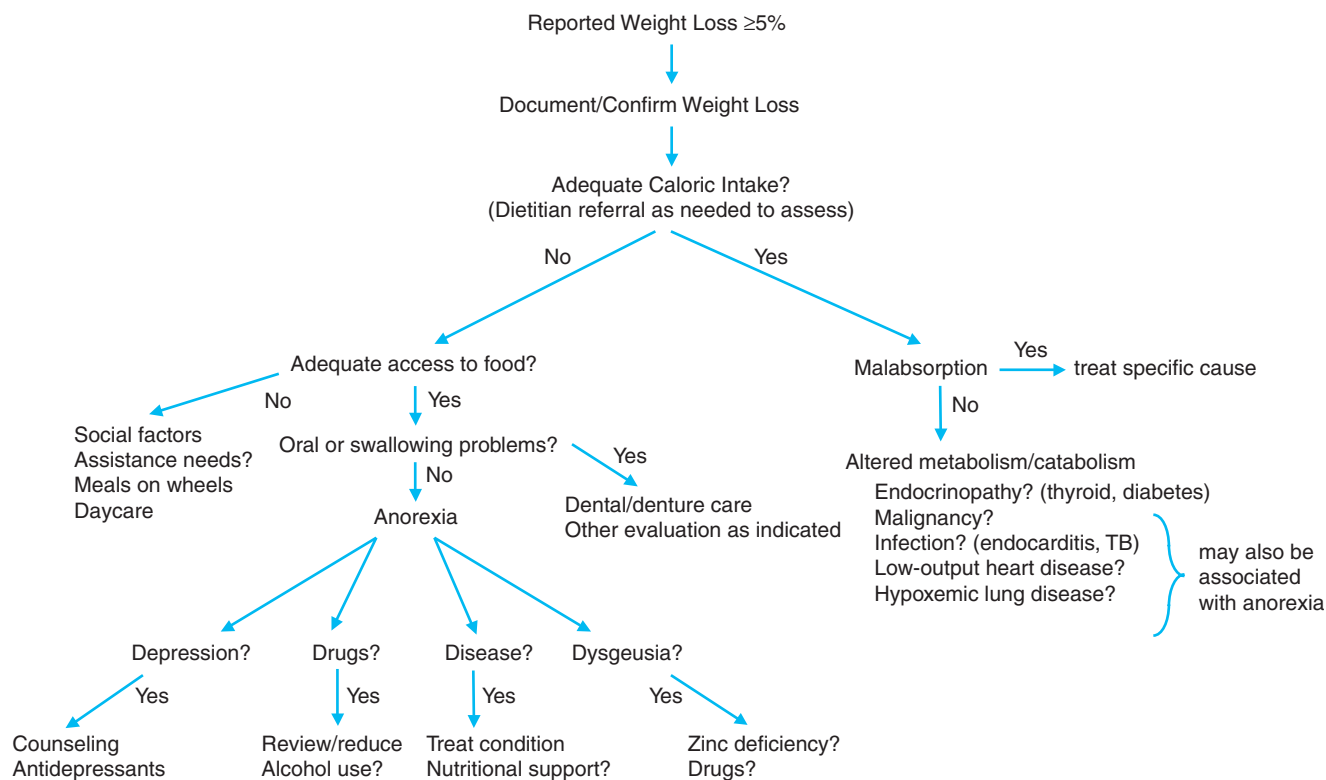 Reported Weight Loss ≥5%
Document/Confirm Weight Loss
Adequate Caloric Intake?
(Dietitian referral as needed to assess)
No
Yes
Adequate access to food?
No
Yes
Social factors
Assistance needs?
Meals on wheels
Daycare
Oral or swallowing problems?
Yes
No
Dental/denture care
Other evaluation as indicated
Anorexia
Depression?
Drugs?
Disease?
Dysgeusia?
Yes
Yes
Yes
Yes
Counseling
Antidepressants
Review/reduce
Alcohol use?
Treat condition
Nutritional support?
Zinc deficiency?
Drugs?
Malabsorption
Yes
treat specific cause
No
Altered metabolism/catabolism
Endocrinopathy? (thyroid, diabetes)
Malignancy?
Infection? (endocarditis, TB)
Low-output heart disease?
Hypoxemic lung disease?
may also be
associated
with anorexia